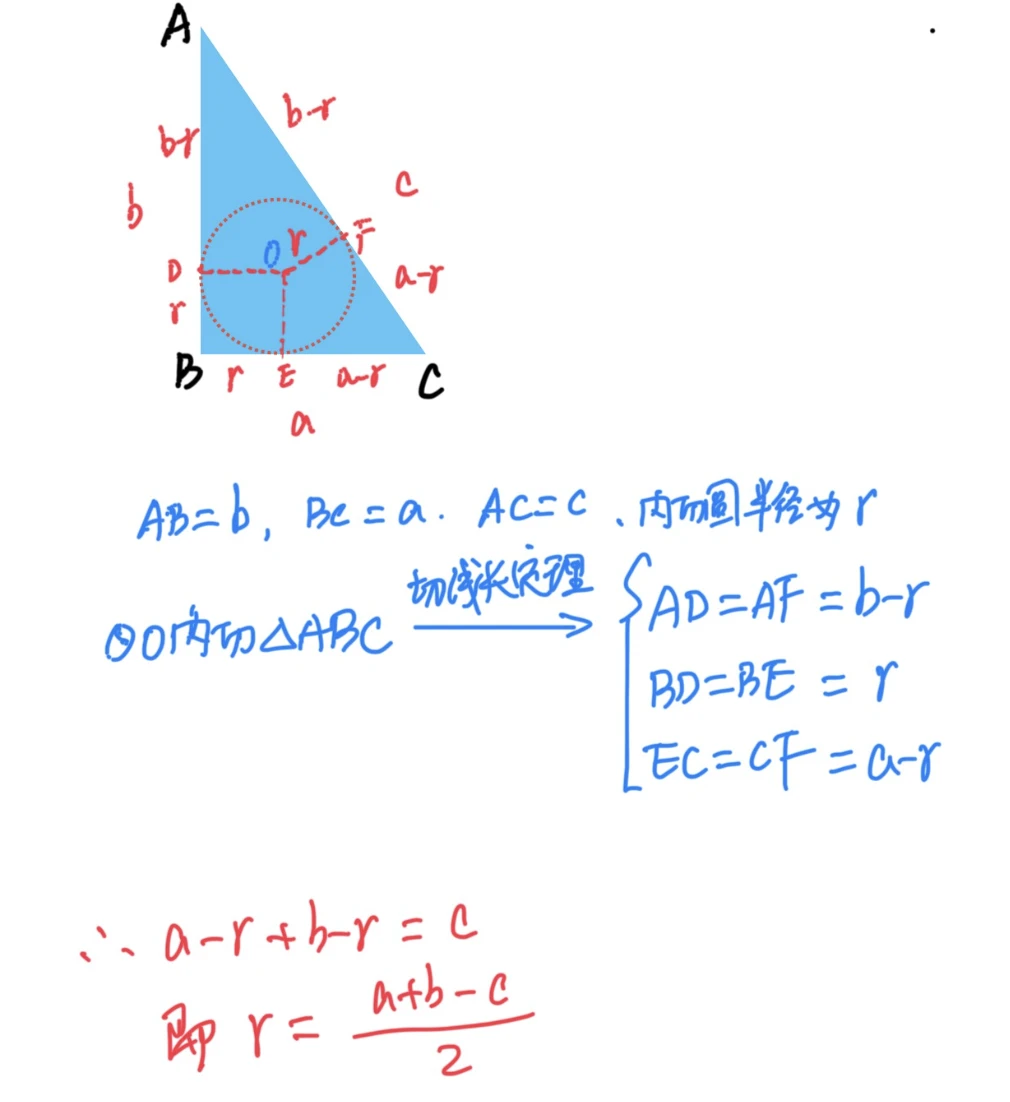 A
b-r
b-r
c
b
O r F
D
a-r
r
B r E a-r C
a
AB=b, BC=a. AC=c、内切圆半径为r
切线长定理
⊙O内切△ABC
AD=AF=b-r
BD=BE=r
EC=CF=a-r
∴ a-r+b-r=c
即 r= a+b-c
2